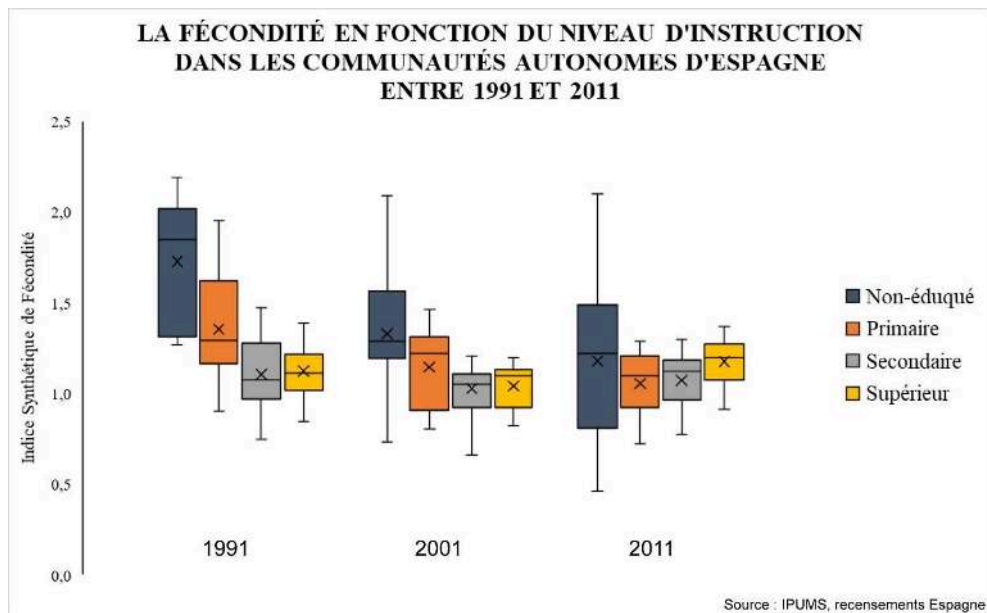 LA FÉCONDITÉ EN FONCTION DU NIVEAU D'INSTRUCTION
DANS LES COMMUNAUTÉS AUTONOMES D'ESPAGNE
ENTRE 1991 ET 2011
2,5
2,0
1,5
1,0
0,5
0,0
Indice Synthétique de Fécondité
1991
2001
2011
Non-éduqué
Primaire
Secondaire
Supérieur
Source : IPUMS, recensements Espagne